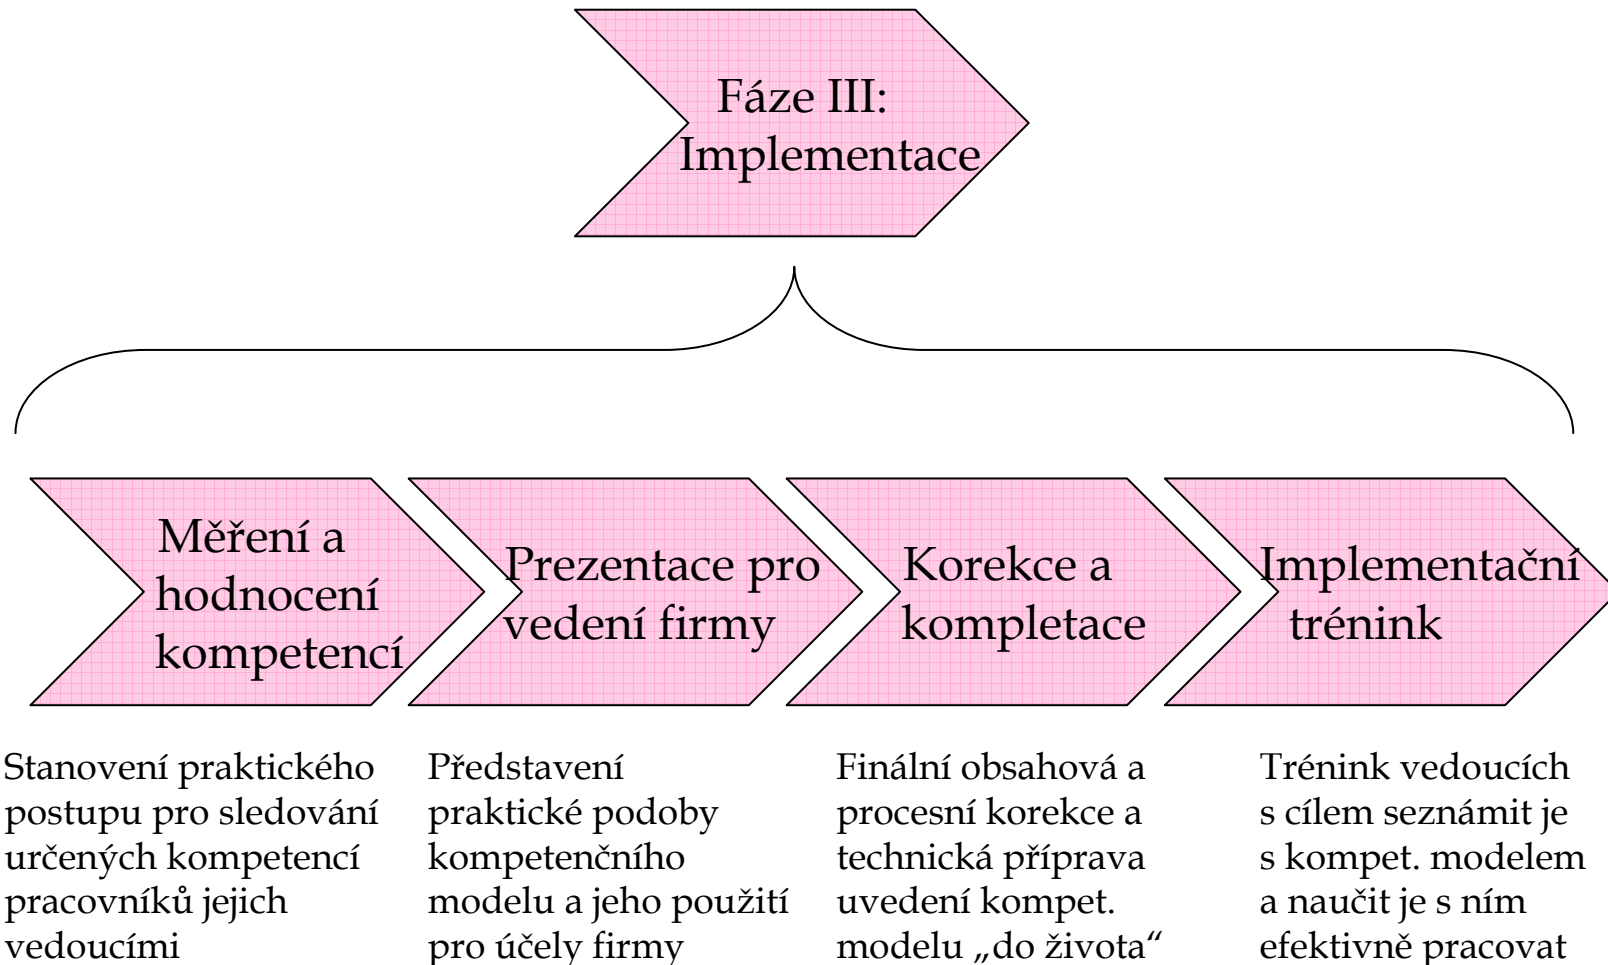 Fáze III:
Implementace
Měření a
hodnocení
kompetencí
Prezentace pro
vedení firmy
Korekce a
kompletace
Implementační
trénink
Stanovení praktického
postupu pro sledování
určených kompetencí
pracovníků jejich
vedoucími
Představení
praktické podoby
kompetenčního
modelu a jeho použití
pro účely firmy
Finální obsahová a
procesní korekce a
technická příprava
uvedení kompet.
modelu „do života“
Trénink vedoucích
s cílem seznámit je
s kompet. modelem
a naučit je s ním
efektivně pracovat